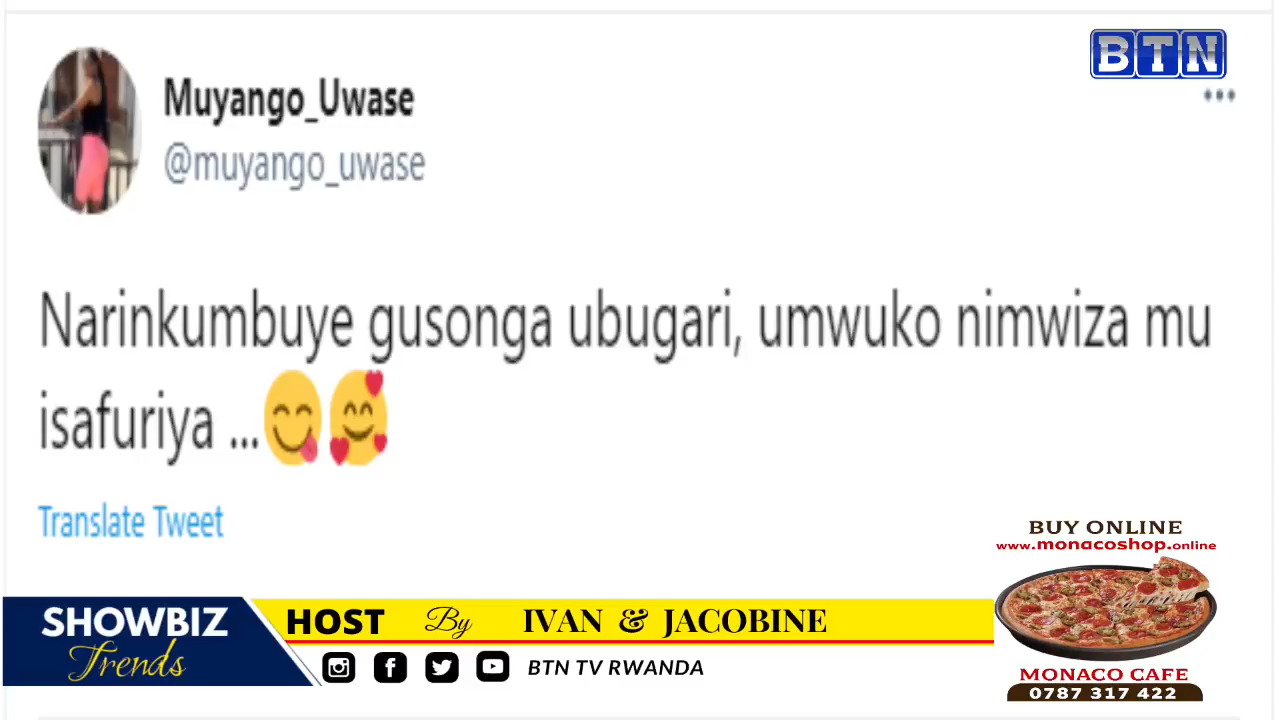 BTN
Muyango_Uwase
@muyango_uwase
Narinkumbuye gusonga ubugari, umwuko nimwiza mu
isafuriya ...😋🥰
Translate Tweet
BUY ONLINE
www.monacoshop.online
SHOWBIZ
Trends
HOST By IVAN & JACOBINE
BTN TV RWANDA
MONACO CAFE
0787 317 422